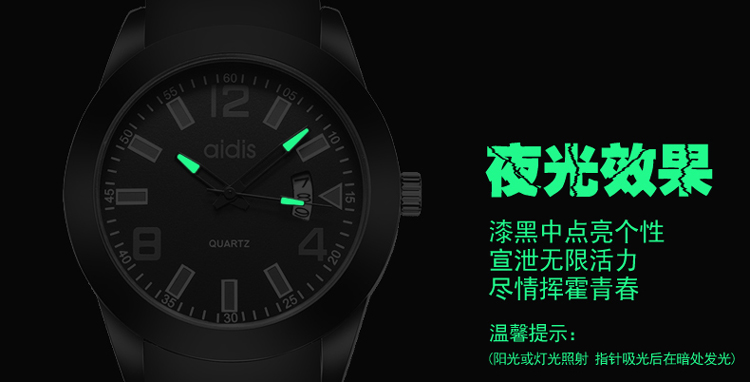 60
55
05
50
12
10
aidis
45
15
QUARTZ
8
4
40
20
35
25
30
夜光效果
漆黑中点亮个性
宣泄无限活力
尽情挥霍青春
温馨提示：
(阳光或灯光照射 指针吸光后在暗处发光)